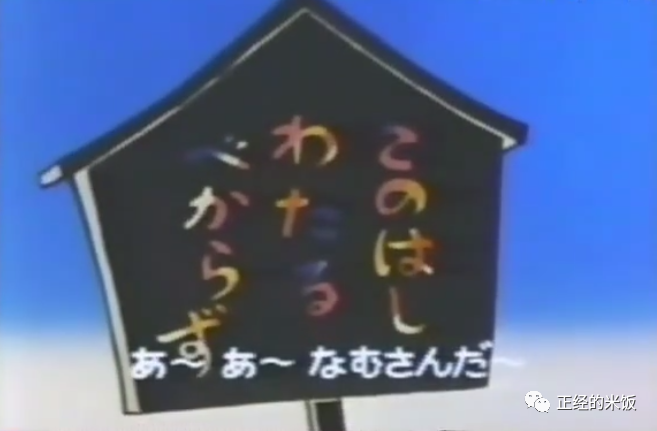 このはし
わたる
べからず
あ〜 あ〜 なむさんだ〜
正经的米饭